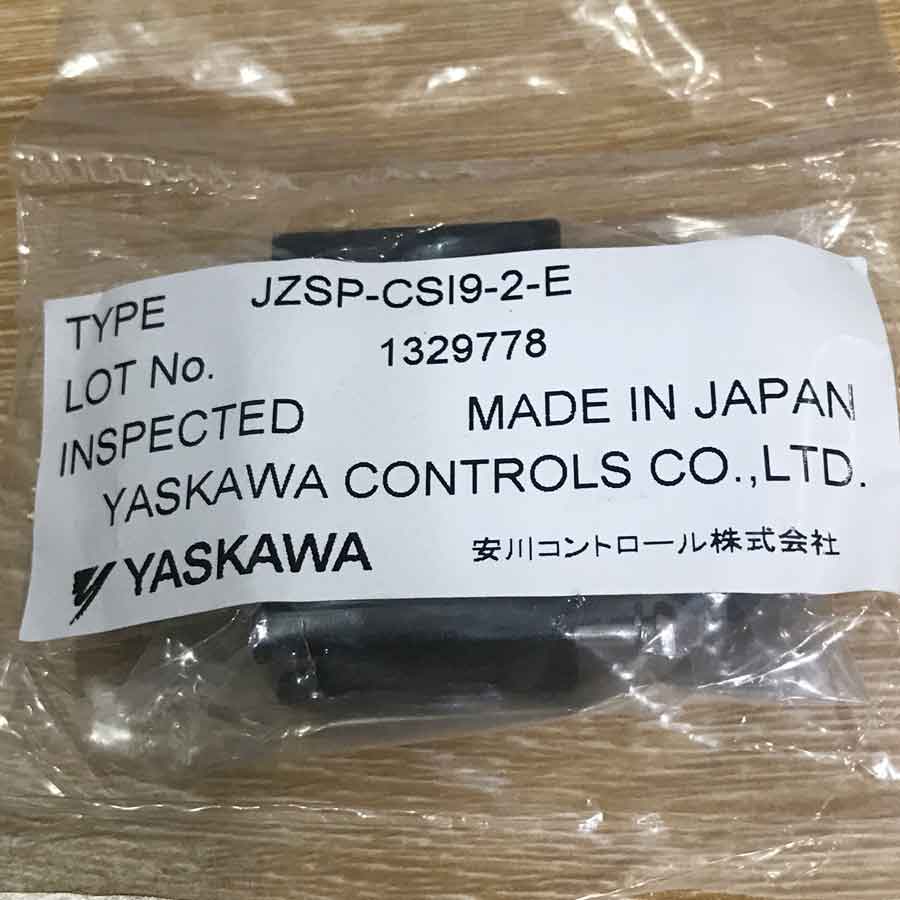 TYPE JZSP-CSI9-2-E
LOT No. 1329778
INSPECTED MADE IN JAPAN
YASKAWA CONTROLS CO.,LTD.
YASKAWA 安川コントロール株式会社